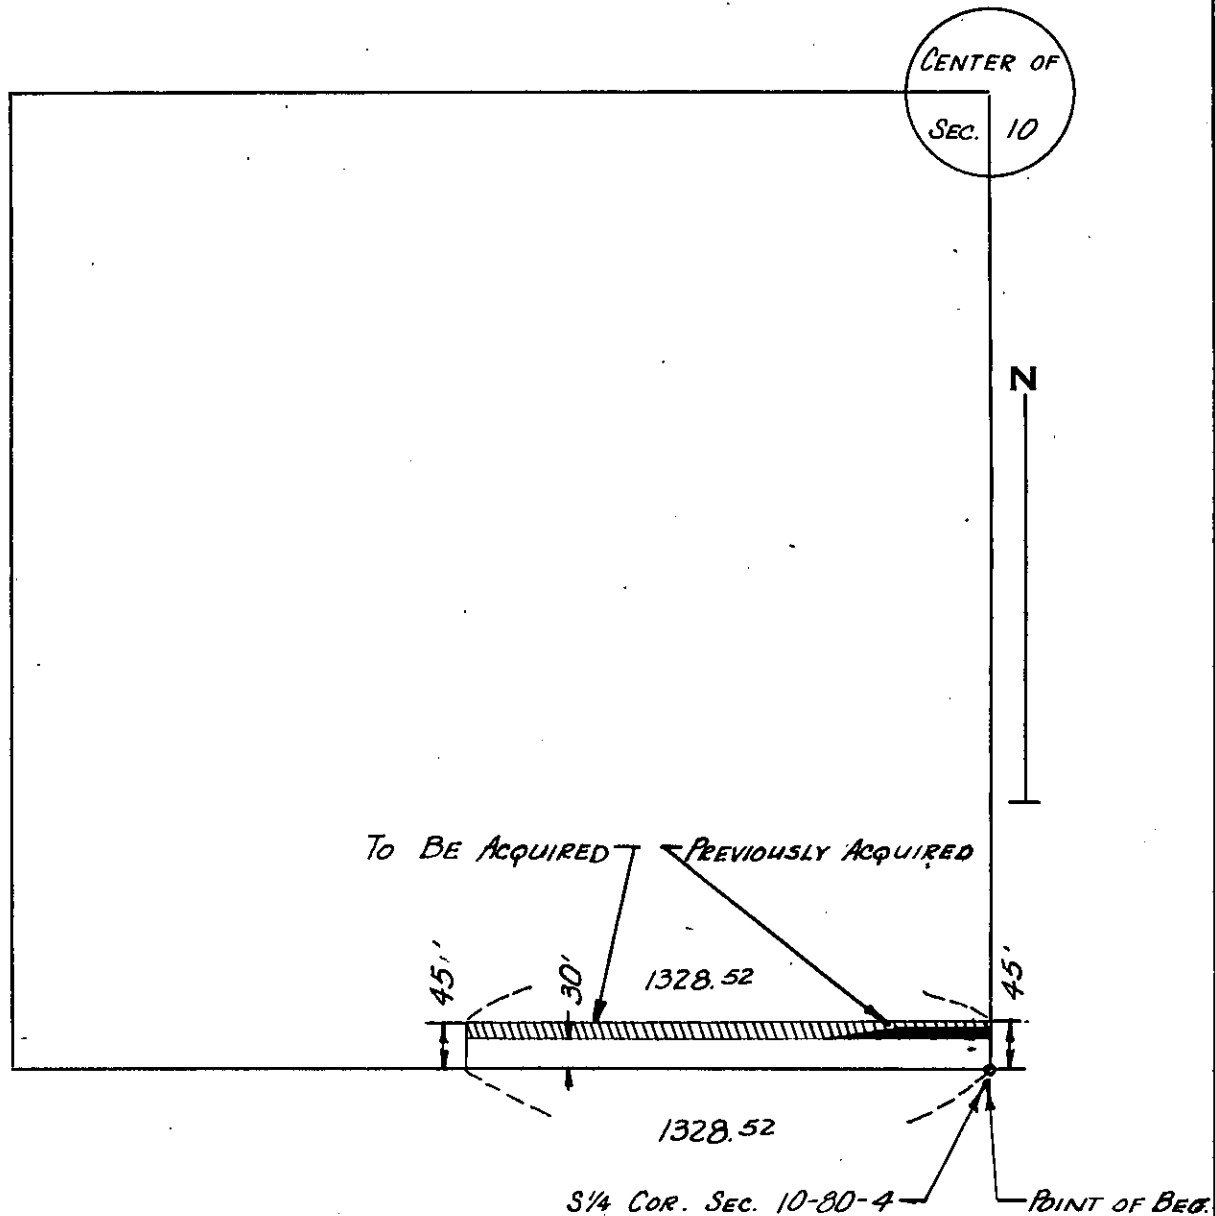 CENTER OF
SEC. 10
N
TO BE ACQUIRED
PREVIOUSLY ACQUIRED
45'
30'
1328.52
45'
1328.52
S1/4 COR. SEC. 10-80-4
POINT OF BEG.